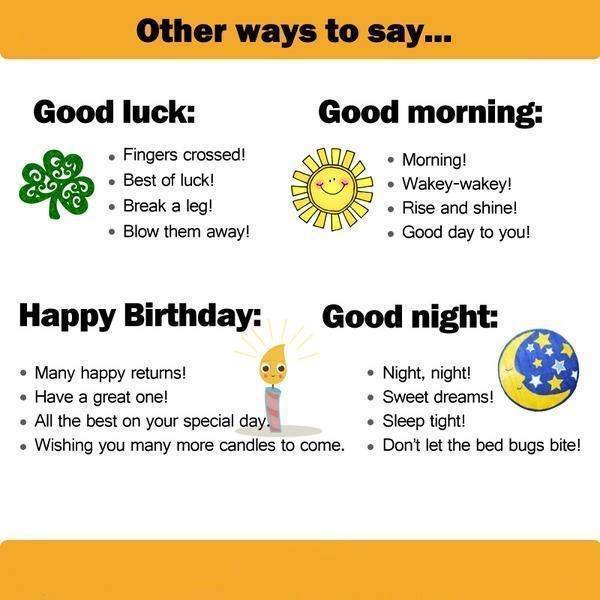 Other ways to say...
Good luck:
• Fingers crossed!
• Best of luck!
• Break a leg!
• Blow them away!
Good morning:
• Morning!
• Wakey-wakey!
• Rise and shine!
• Good day to you!
Happy Birthday:
• Many happy returns!
• Have a great one!
• All the best on your special day.
• Wishing you many more candles to come.
Good night:
• Night, night!
• Sweet dreams!
• Sleep tight!
• Don't let the bed bugs bite!